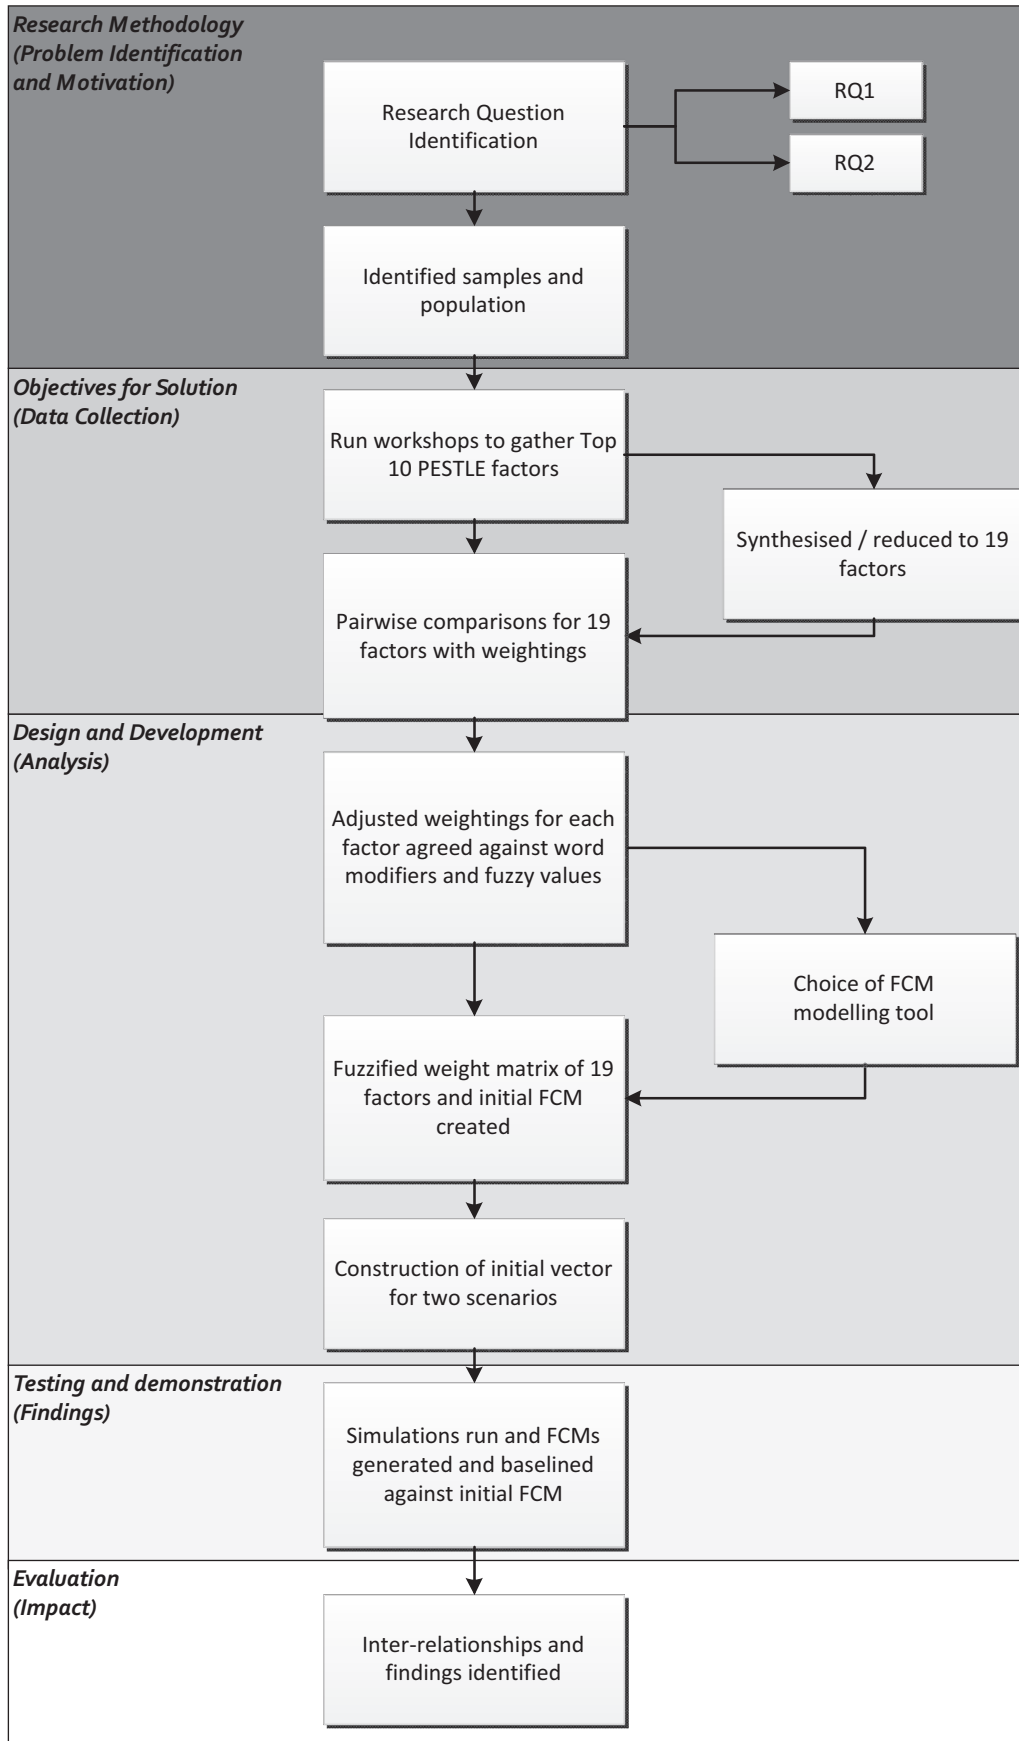 Research Methodology
(Problem Identification
and Motivation)
Research Question
Identification
RQ1
RQ2
Identified samples and
population
Objectives for Solution
(Data Collection)
Run workshops to gather Top
10 PESTLE factors
Synthesised / reduced to 19
factors
Pairwise comparisons for 19
factors with weightings
Design and Development
(Analysis)
Adjusted weightings for each
factor agreed against word
modifiers and fuzzy values
Choice of FCM
modelling tool
Fuzzified weight matrix of 19
factors and initial FCM
created
Construction of initial vector
for two scenarios
Testing and demonstration
(Findings)
Simulations run and FCMs
generated and baselined
against initial FCM
Evaluation
(Impact)
Inter-relationships and
findings identified